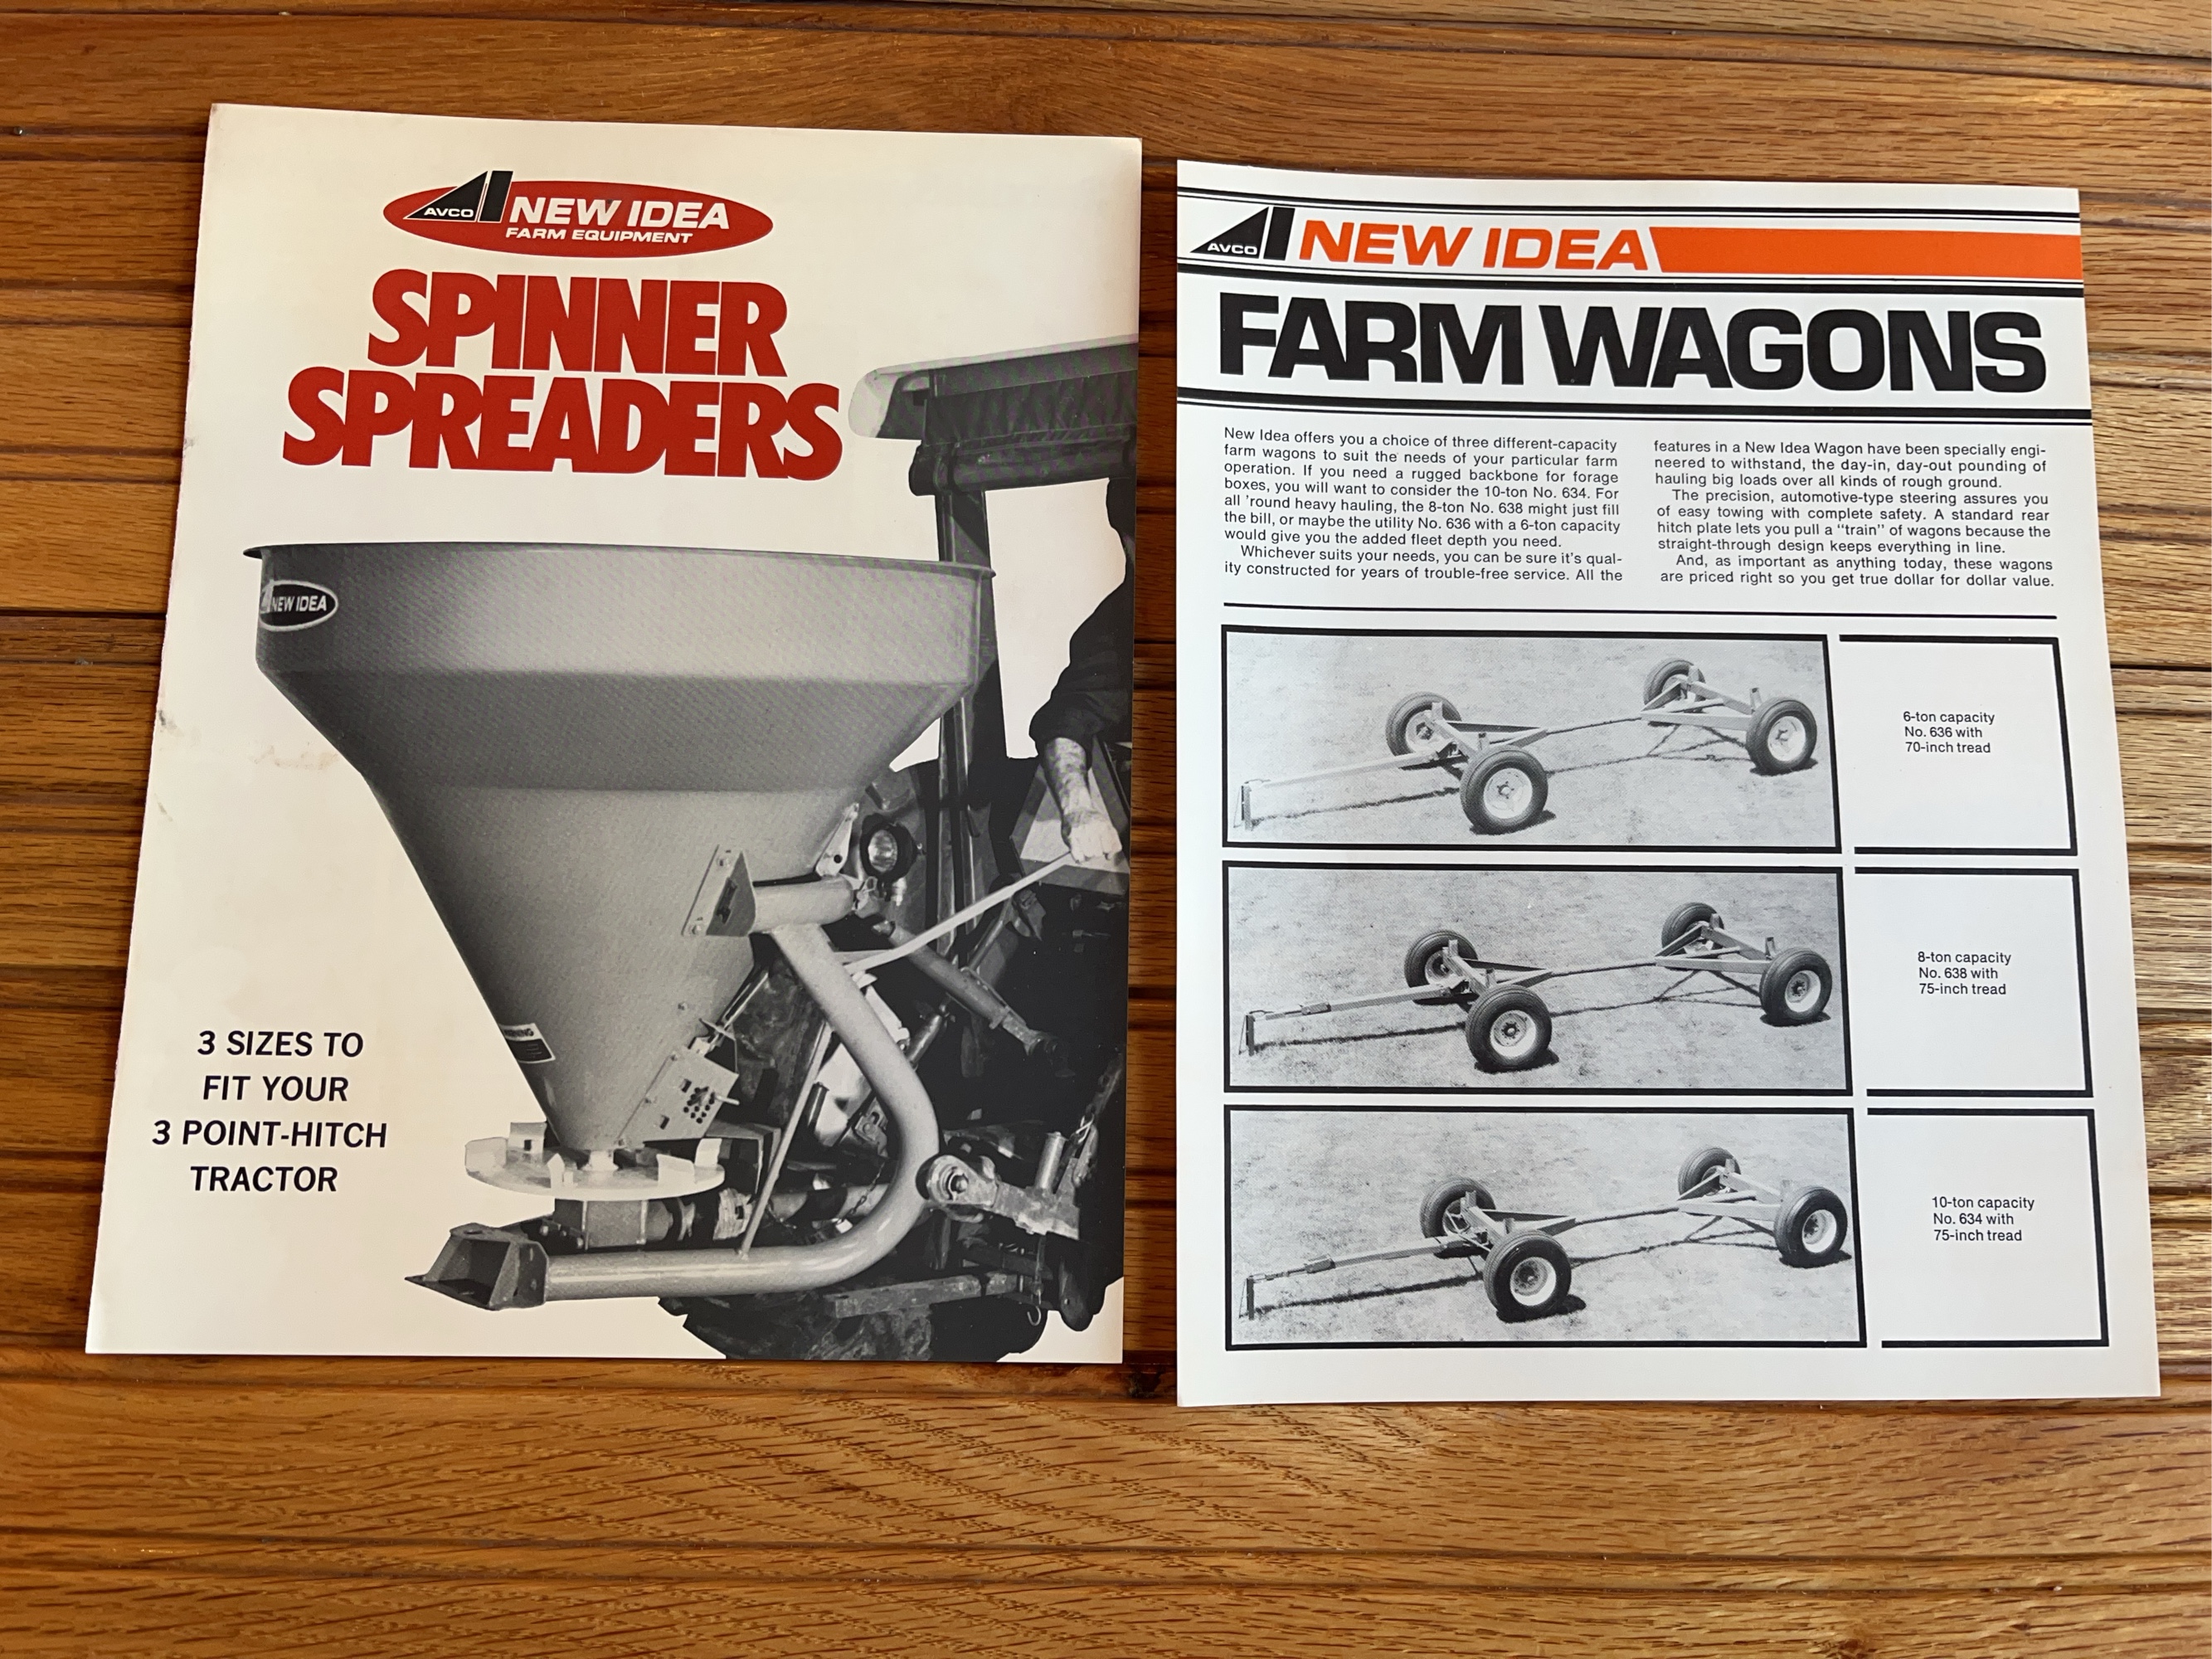 AVCO NEW IDEA
FARM EQUIPMENT
SPINNER
SPREADERS
NEW IDEA
3 SIZES TO
FIT YOUR
3 POINT-HITCH
TRACTOR
AVCO NEW IDEA
FARM WAGONS
New Idea offers you a choice of three different-capacity
farm wagons to suit the needs of your particular farm
operation. If you need a rugged backbone for forage
boxes, you will want to consider the 10-ton No. 634. For
all 'round heavy hauling, the 8-ton No. 638 might just fill
the bill, or maybe the utility No. 636 with a 6-ton capacity
would give you the added fleet depth you need.
Whichever suits your needs, you can be sure it's qual-
ity constructed for years of trouble-free service. All the
features in a New Idea Wagon have been specially engi-
neered to withstand, the day-in, day-out pounding of
hauling big loads over all kinds of rough ground.
The precision, automotive-type steering assures you
of easy towing with complete safety. A standard rear
hitch plate lets you pull a "train" of wagons because the
straight-through design keeps everything in line.
And, as important as anything today, these wagons
are priced right so you get true dollar for dollar value.
6-ton capacity
No. 636 with
70-inch tread
8-ton capacity
No. 638 with
75-inch tread
10-ton capacity
No. 634 with
75-inch tread